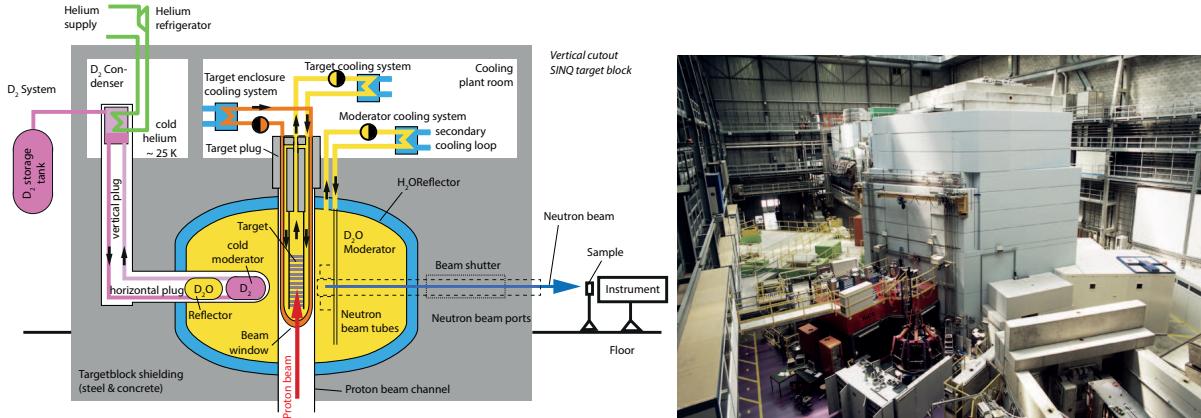 Helium
supply
Helium
refrigerator
D₂ System
D₂ Con-
denser
cold
helium
~ 25 K
D₂ storage
tank
vertical plug
horizontal plug
Target enclosure
cooling system
Target cooling system
Cooling
plant room
Moderator cooling system
secondary
cooling loop
Target plug
Vertical cutout
SINQ target block
H₂OReflector
Target
cold
moderator
D₂O
D₂
Reflector
D₂O
Moderator
Beam shutter
Neutron beam
Sample
Instrument
Neutron
beam tubes
Neutron beam ports
Floor
Beam
window
Targetblock shielding
(steel & concrete)
Proton beam
Proton beam channel